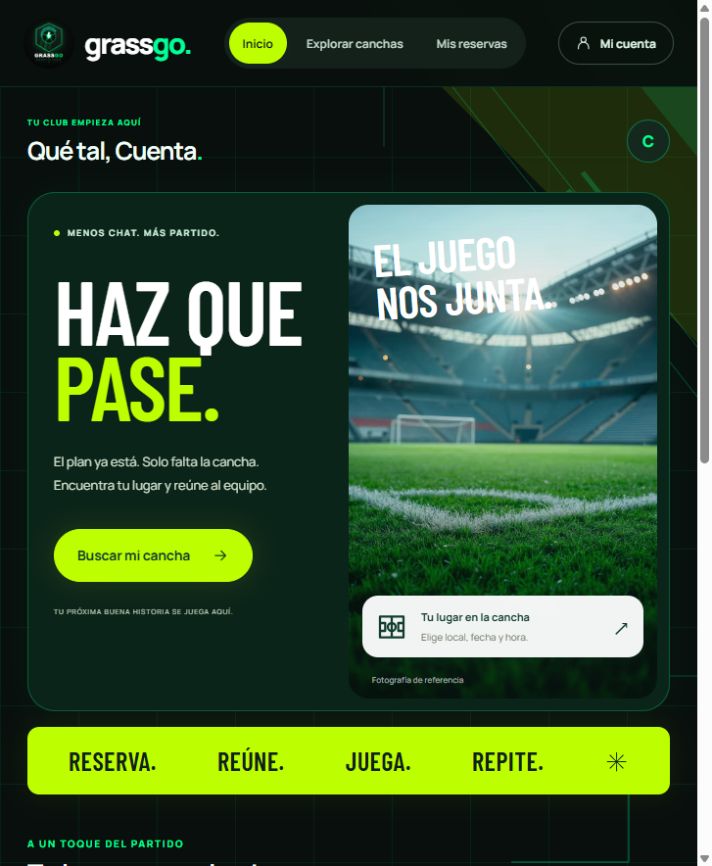 GRASSGO
grassgo.
Inicio
Explorar canchas
Mis reservas
Mi cuenta
TU CLUB EMPIEZA AQUÍ
Qué tal, Cuenta.
C
MENOS CHAT. MÁS PARTIDO.
HAZ QUE
PASE.
El plan ya está. Solo falta la cancha.
Encuentra tu lugar y reúne al equipo.
Buscar mi cancha
TU PRÓXIMA BUENA HISTORIA SE JUEGA AQUÍ.
EL JUEGO
NOS JUNTA.
Tu lugar en la cancha
Elige local, fecha y hora.
Fotografía de referencia
RESERVA.
REÚNE.
JUEGA.
REPITE.
A UN TOQUE DEL PARTIDO